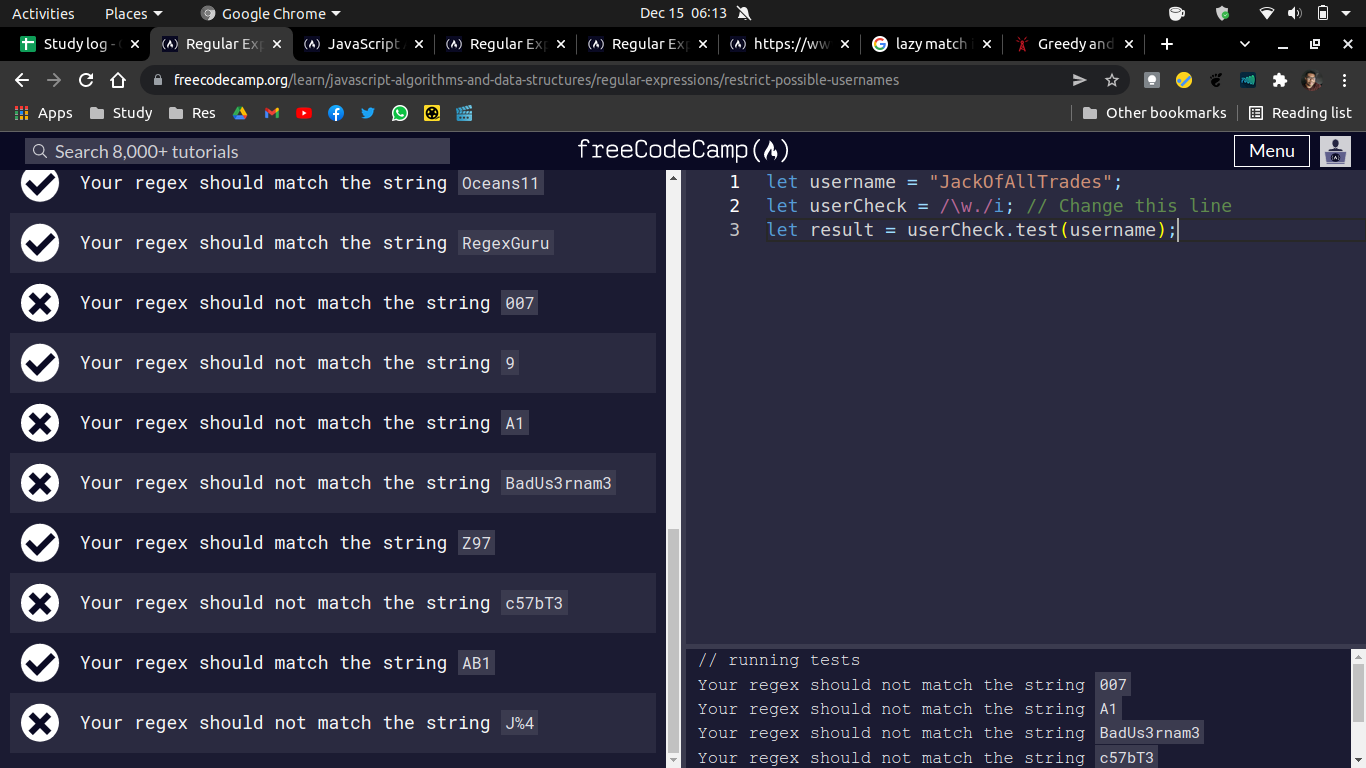 Activities Places Google Chrome Dec 15 06:13
Study log - Regular Exp JavaScript Regular Exp Regular Exp https://ww lazy match Greedy and
freecodecamp.org/learn/javascript-algorithms-and-data-structures/regular-expressions/restrict-possible-usernames
Apps Study Res Other bookmarks Reading list
Search 8,000+ tutorials freeCodeCamp Menu
Your regex should match the string Oceans11
Your regex should match the string RegexGuru
Your regex should not match the string 007
Your regex should not match the string 9
Your regex should not match the string A1
Your regex should not match the string BadUs3rnam3
Your regex should match the string Z97
Your regex should not match the string c57bT3
Your regex should match the string AB1
Your regex should not match the string J%4
1 let username = "JackOfAllTrades";
2 let userCheck = /\w./i; // Change this line
3 let result = userCheck.test(username);
// running tests
Your regex should not match the string 007
Your regex should not match the string A1
Your regex should not match the string BadUs3rnam3
Your regex should not match the string c57bT3